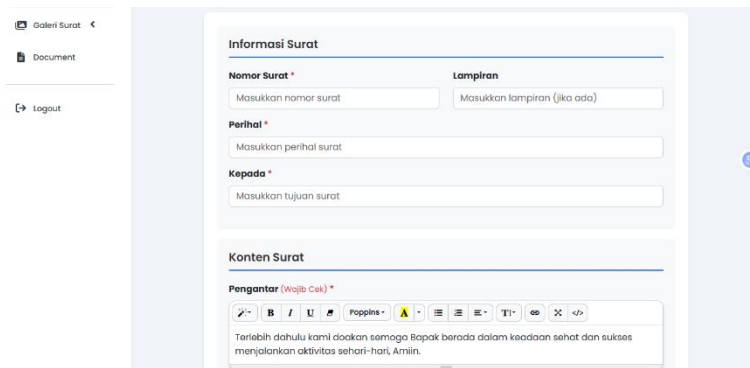 Galeri Surat
Document
Logout
Informasi Surat
Nomor Surat *
Lampiran
Masukkan nomor surat
Masukkan lampiran (jika ada)
Perihal *
Masukkan perihal surat
Kepada *
Masukkan tujuan surat
Konten Surat
Pengantar (Wajib Cek) *
B I U Poppins A T
Terlebih dahulu kami doakan semoga Bapak berada dalam keadaan sehat dan sukses
menjalankan aktivitas sehari-hari, Amiin.